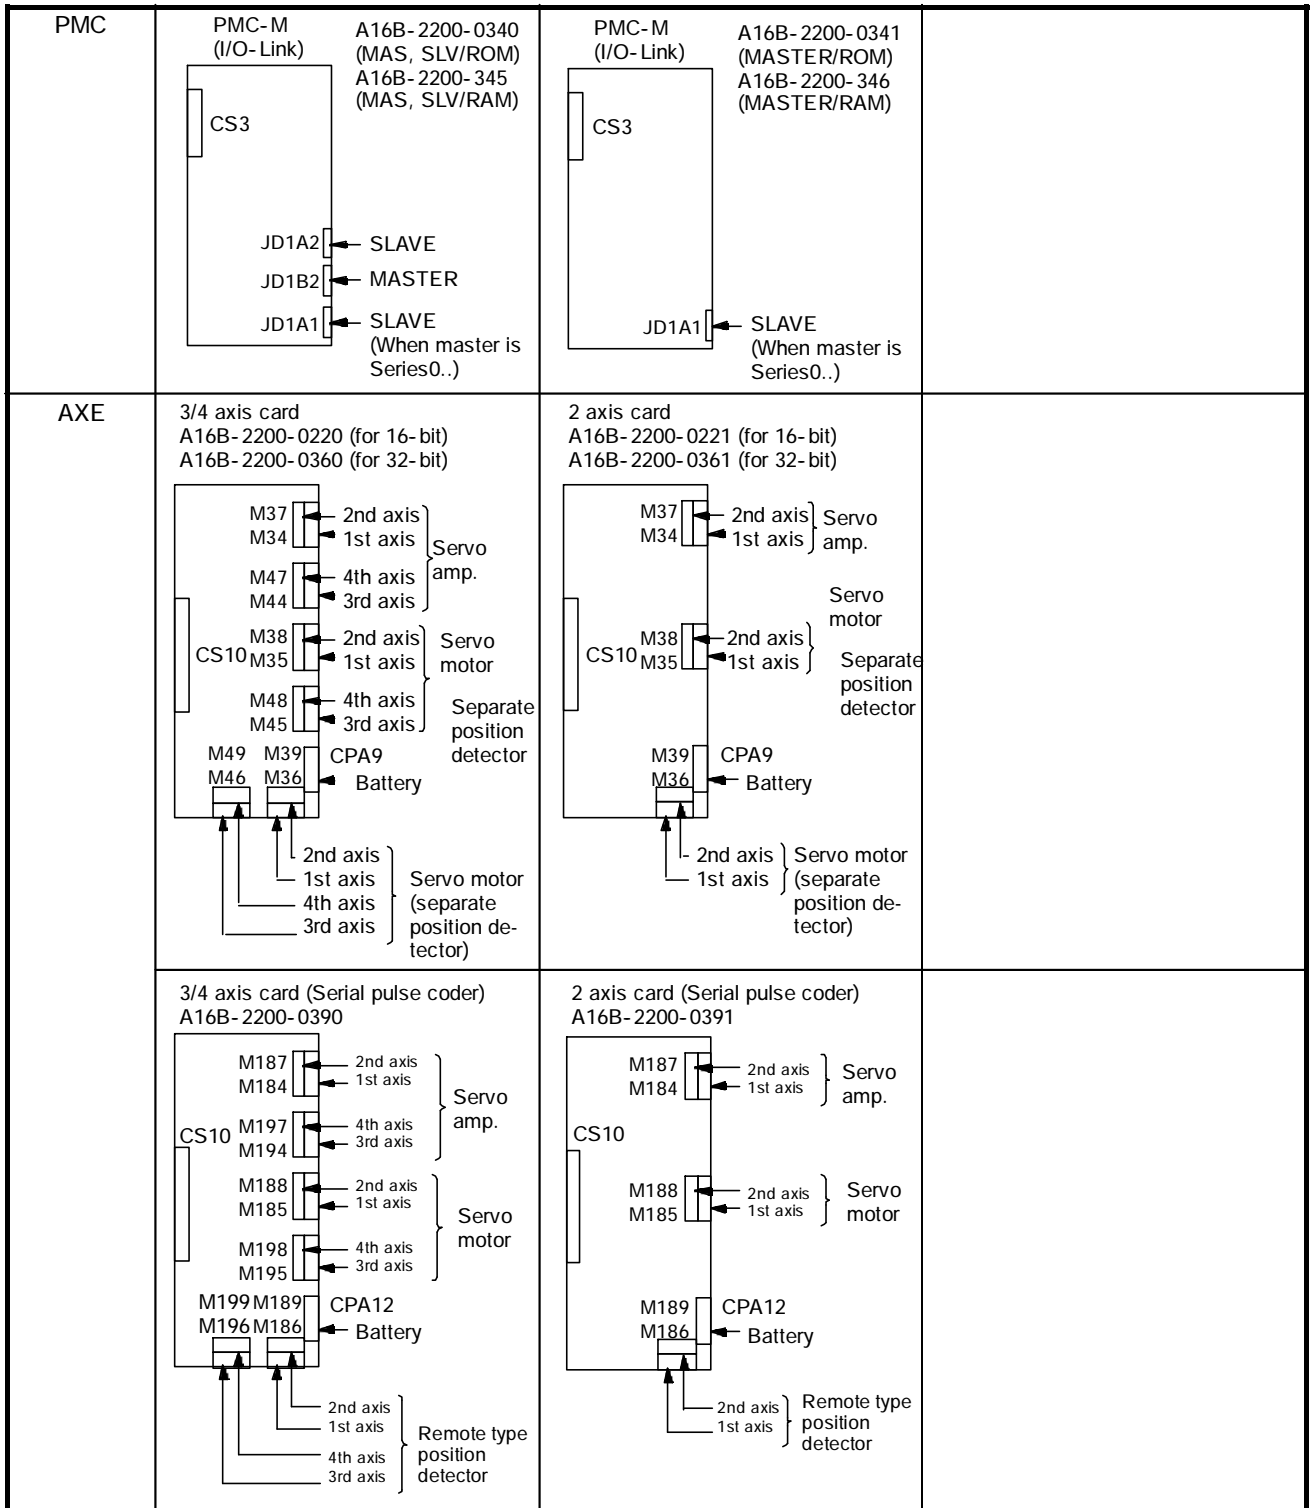 PMC
PMC-M
(I/O-Link)
A16B-2200-0340
(MAS, SLV/ROM)
A16B-2200-345
(MAS, SLV/RAM)
CS3
JD1A2
SLAVE
JD1B2
MASTER
JD1A1
SLAVE
(When master is
Series0..)
PMC-M
(I/O-Link)
A16B-2200-0341
(MASTER/ROM)
A16B-2200-346
(MASTER/RAM)
CS3
JD1A1
SLAVE
(When master is
Series0..)
AXE
3/4 axis card
A16B-2200-0220 (for 16-bit)
A16B-2200-0360 (for 32-bit)
M37
2nd axis
M34
1st axis
Servo
amp.
M47
4th axis
M44
3rd axis
M38
2nd axis
CS10
M35
1st axis
Servo
motor
M48
4th axis
M45
3rd axis
Separate
position
detector
M49
M39
CPA9
M46
M36
Battery
2nd axis
1st axis
4th axis
3rd axis
Servo motor
(separate
position de-
tector)
2 axis card
A16B-2200-0221 (for 16-bit)
A16B-2200-0361 (for 32-bit)
M37
2nd axis
M34
1st axis
Servo
amp.
Servo
motor
M38
2nd axis
CS10
M35
1st axis
Separate
position
detector
M39
CPA9
M36
Battery
2nd axis
1st axis
Servo motor
(separate
position de-
tector)
3/4 axis card (Serial pulse coder)
A16B-2200-0390
M187
2nd axis
M184
1st axis
Servo
amp.
CS10
M197
4th axis
M194
3rd axis
M188
2nd axis
M185
1st axis
Servo
motor
M198
4th axis
M195
3rd axis
M199
M189
CPA12
M196
M186
Battery
2nd axis
1st axis
4th axis
3rd axis
Remote type
position
detector
2 axis card (Serial pulse coder)
A16B-2200-0391
M187
2nd axis
M184
1st axis
Servo
amp.
CS10
M188
2nd axis
M185
1st axis
Servo
motor
M189
CPA12
M186
Battery
2nd axis
1st axis
Remote type
position
detector